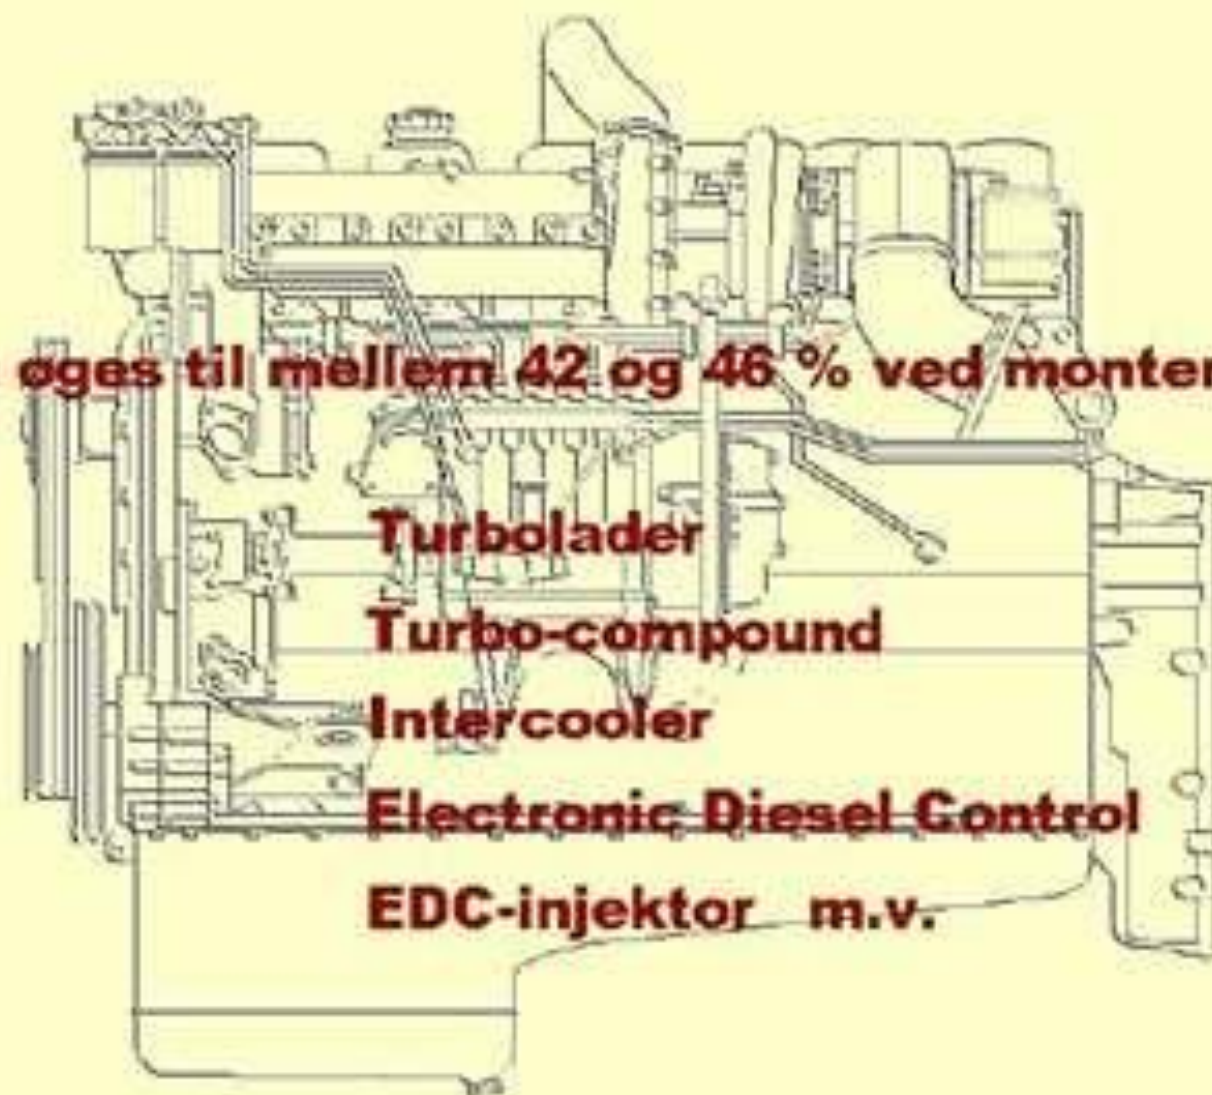 øges til mellem 42 og 46 % ved monter
Turbolader
Turbo-compound
Intercooler
Electronic Diesel Control
EDC-injektor m.v.